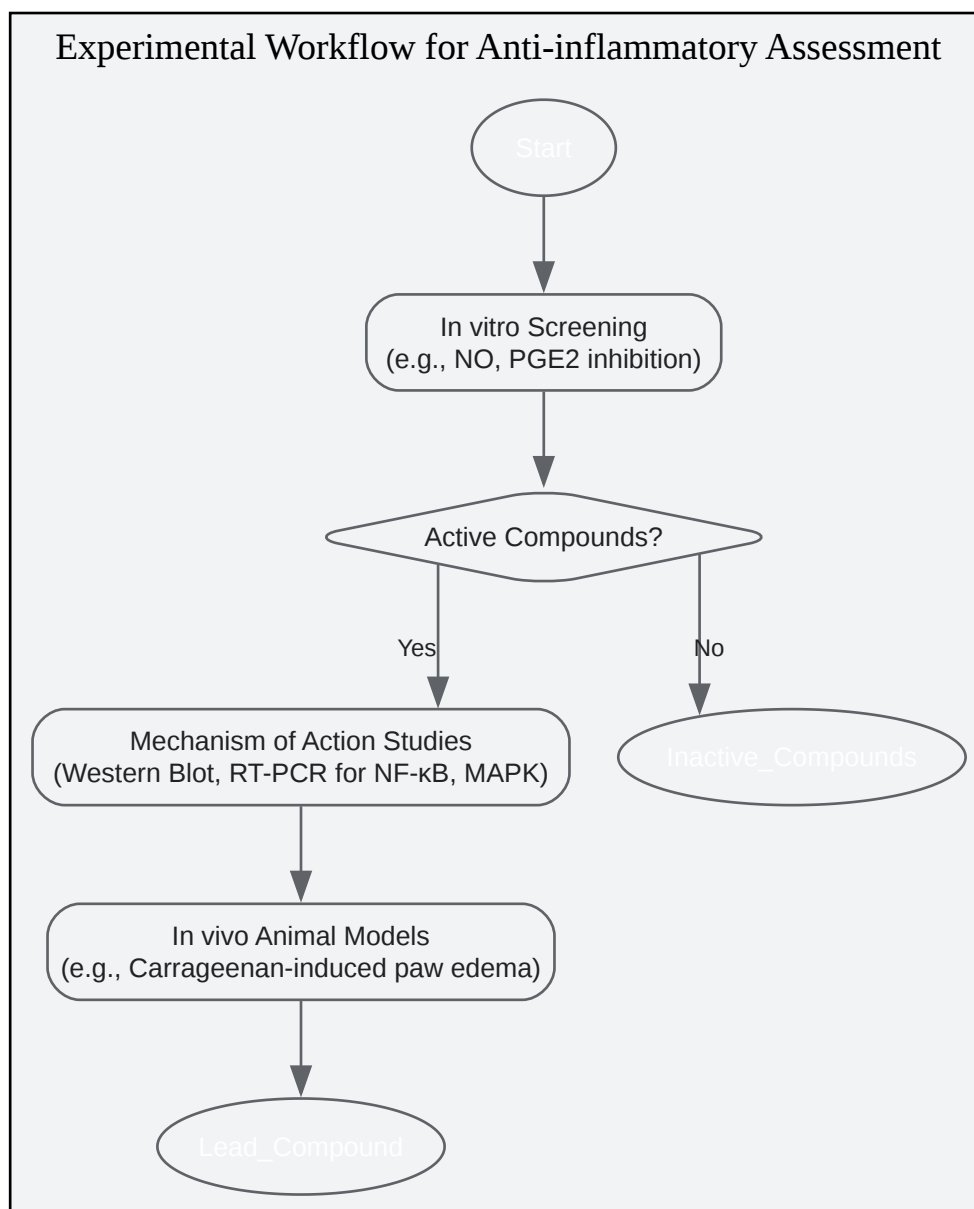 Experimental Workflow for Anti-inflammatory Assessment
Start
In vitro Screening
(e.g., NO, PGE2 inhibition)
Active Compounds?
Yes
No
Mechanism of Action Studies
(Western Blot, RT-PCR for NF-κB, MAPK)
Inactive_Compounds
In vivo Animal Models
(e.g., Carrageenan-induced paw edema)
Lead_Compound